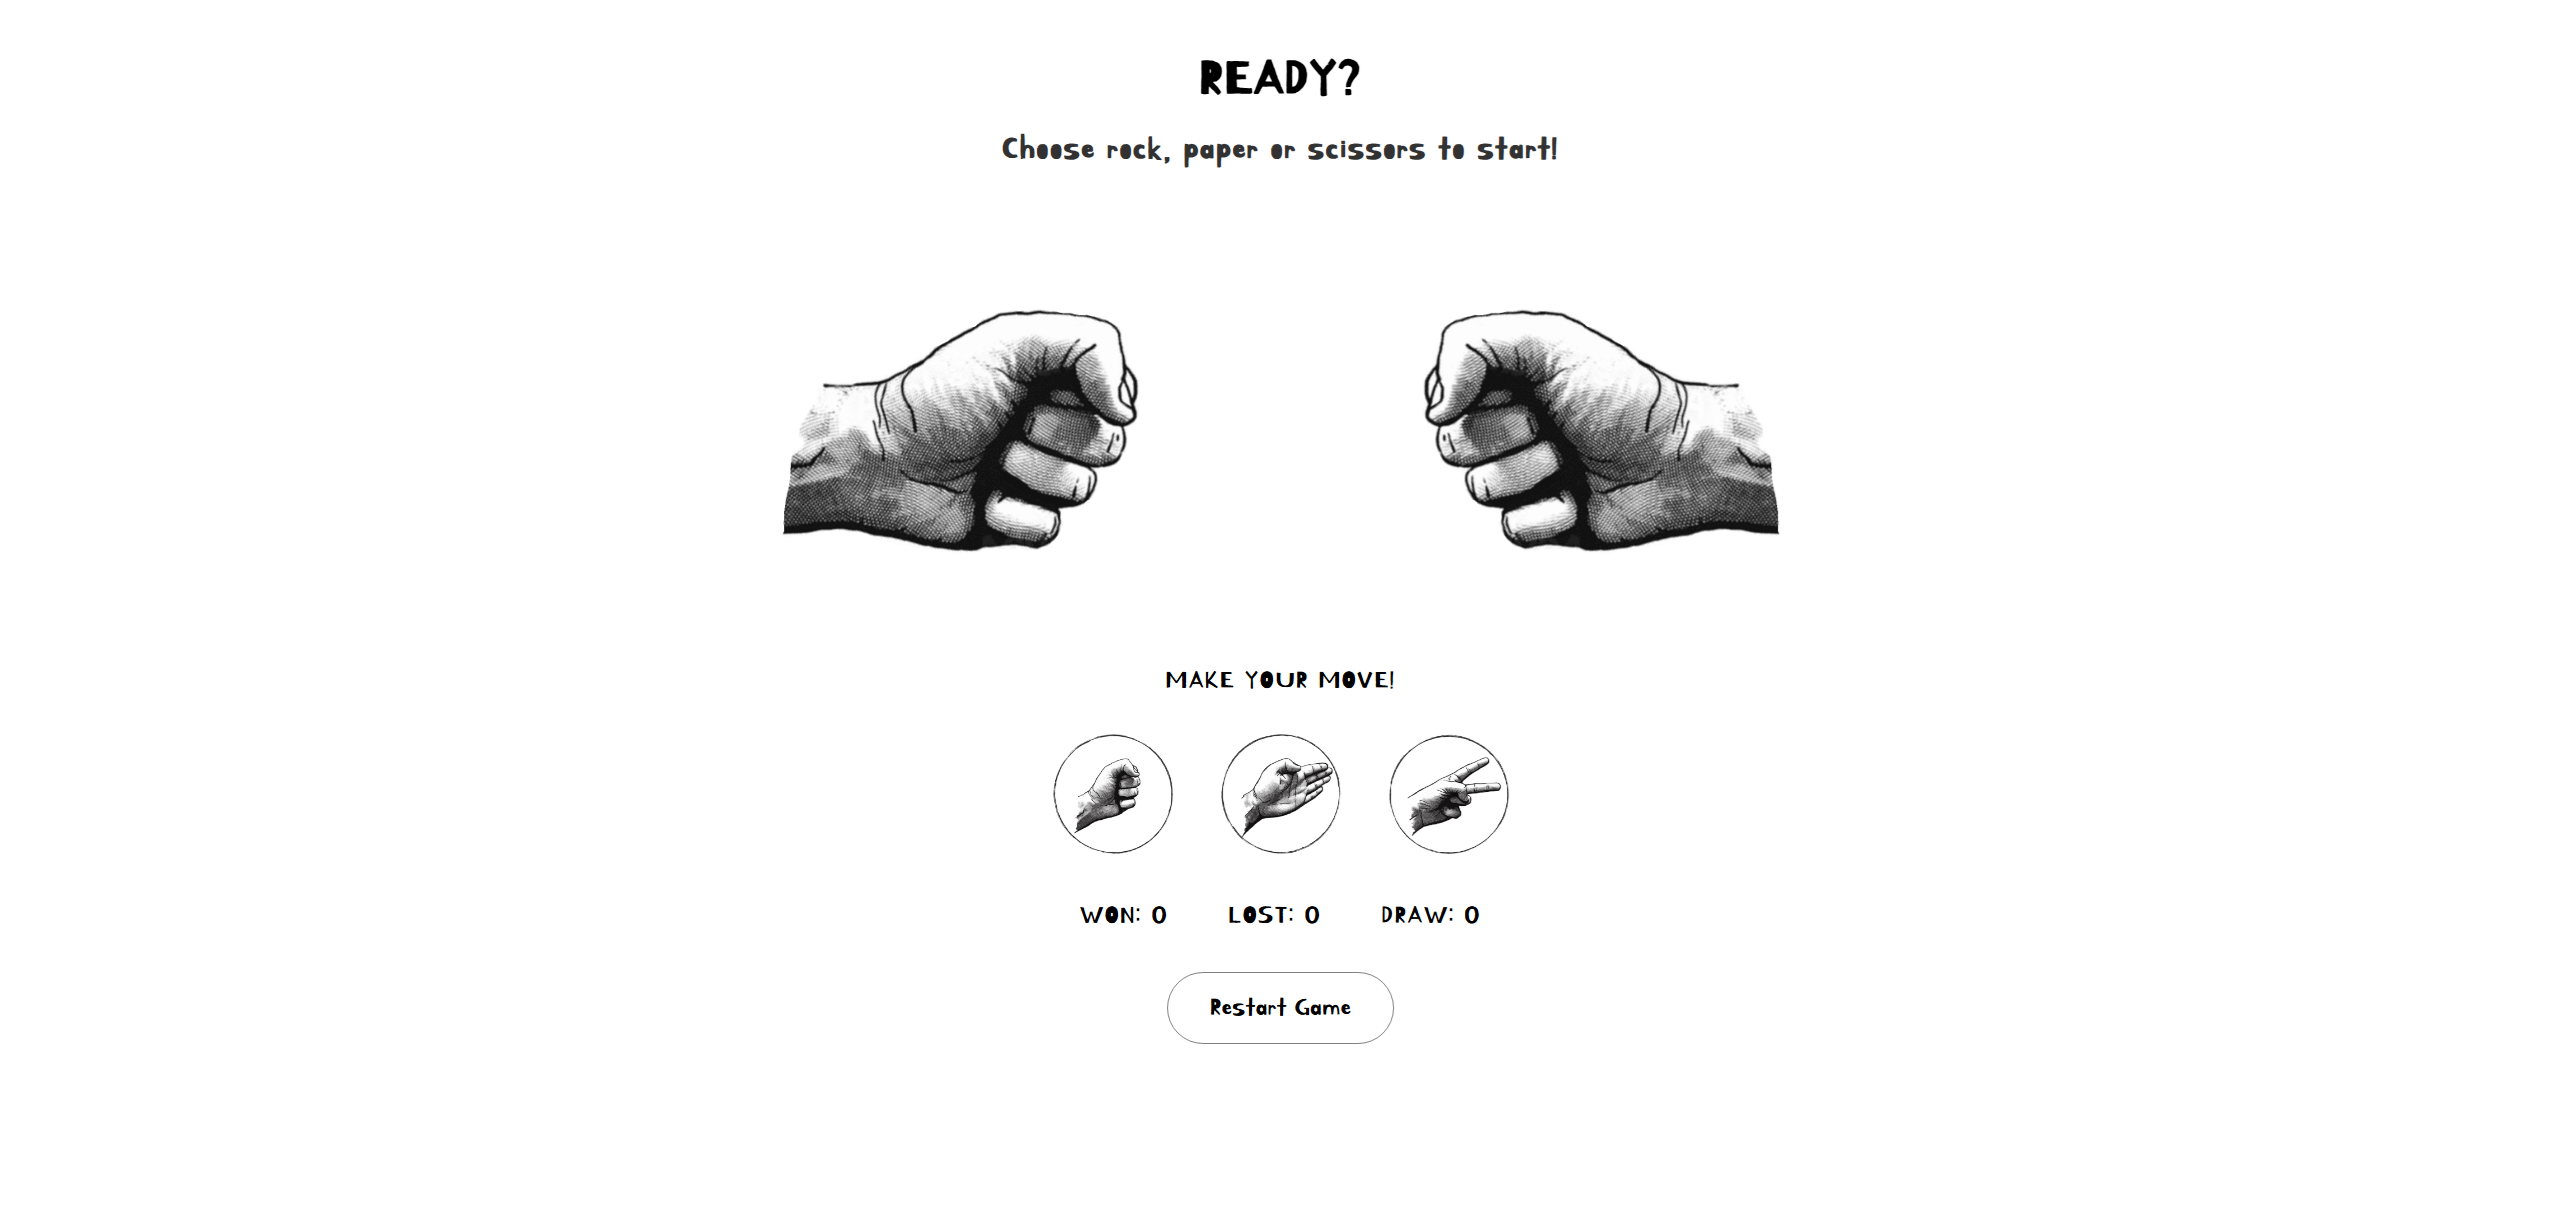 READY?
Choose rock, paper or scissors to start!
MAKE YOUR MOVE!
WON: 0 LOST: 0 DRAW: 0
Restart Game